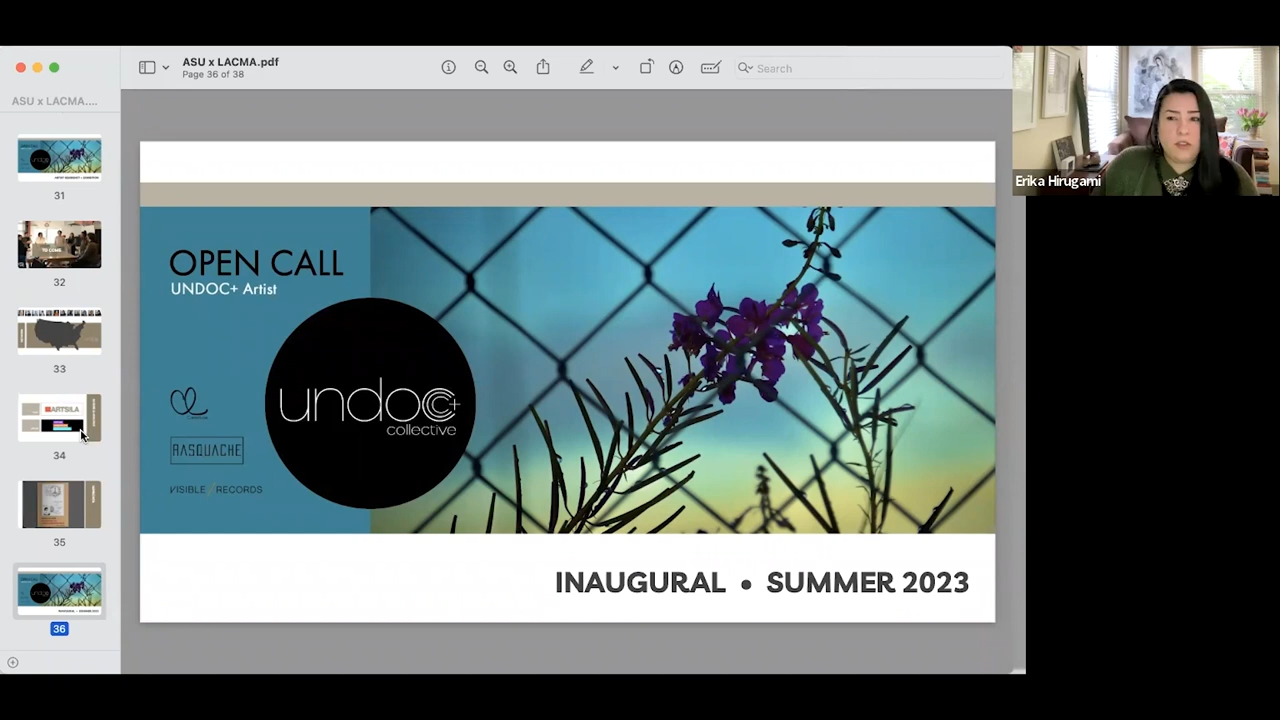 ASU x LACMA.pdf
Page 36 of 38
Search
ASU x LACMA....
31
32
33
ARTSILA
34
35
36
OPEN CALL
UNDOC+ Artist
undoc+
collective
RASQUACHE
VISIBLE RECORDS
INAUGURAL • SUMMER 2023
Erika Hirugami